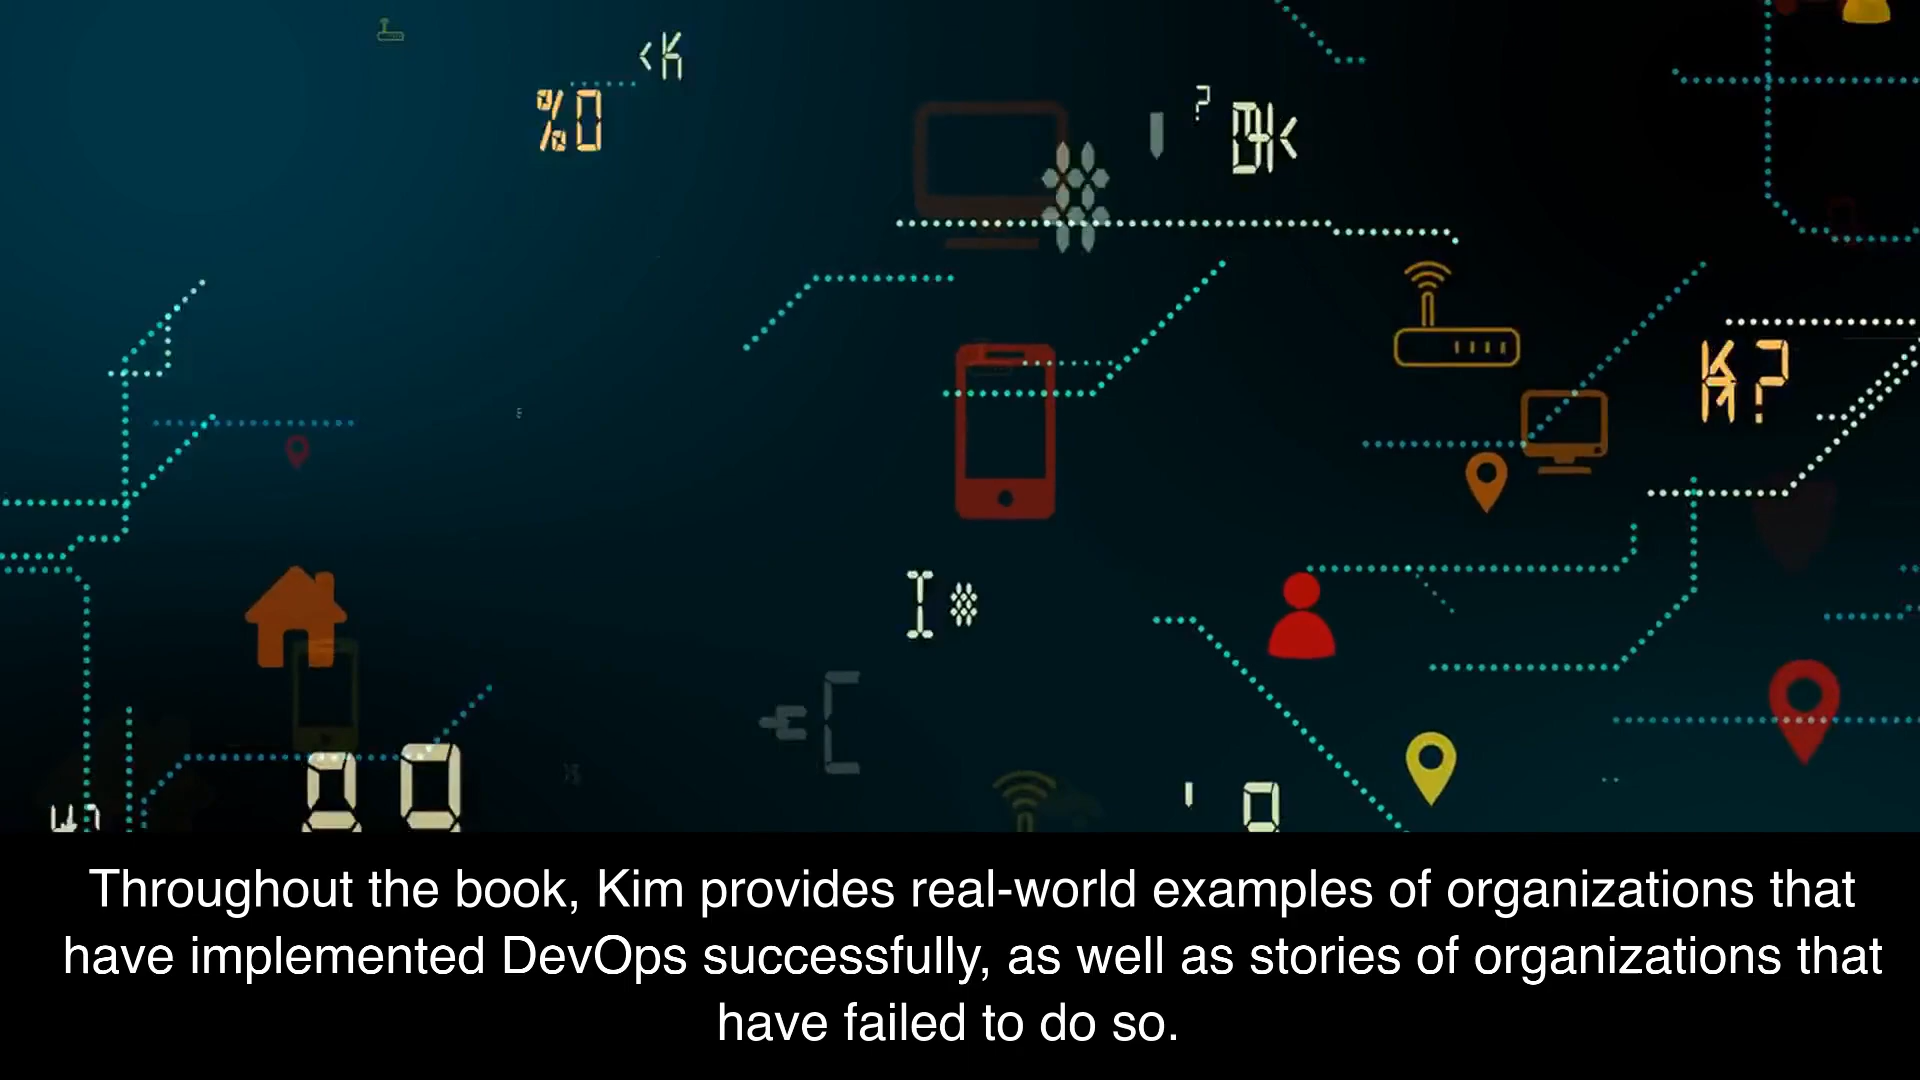 <K
%0
?
K?
Throughout the book, Kim provides real-world examples of organizations that
have implemented DevOps successfully, as well as stories of organizations that
have failed to do so.